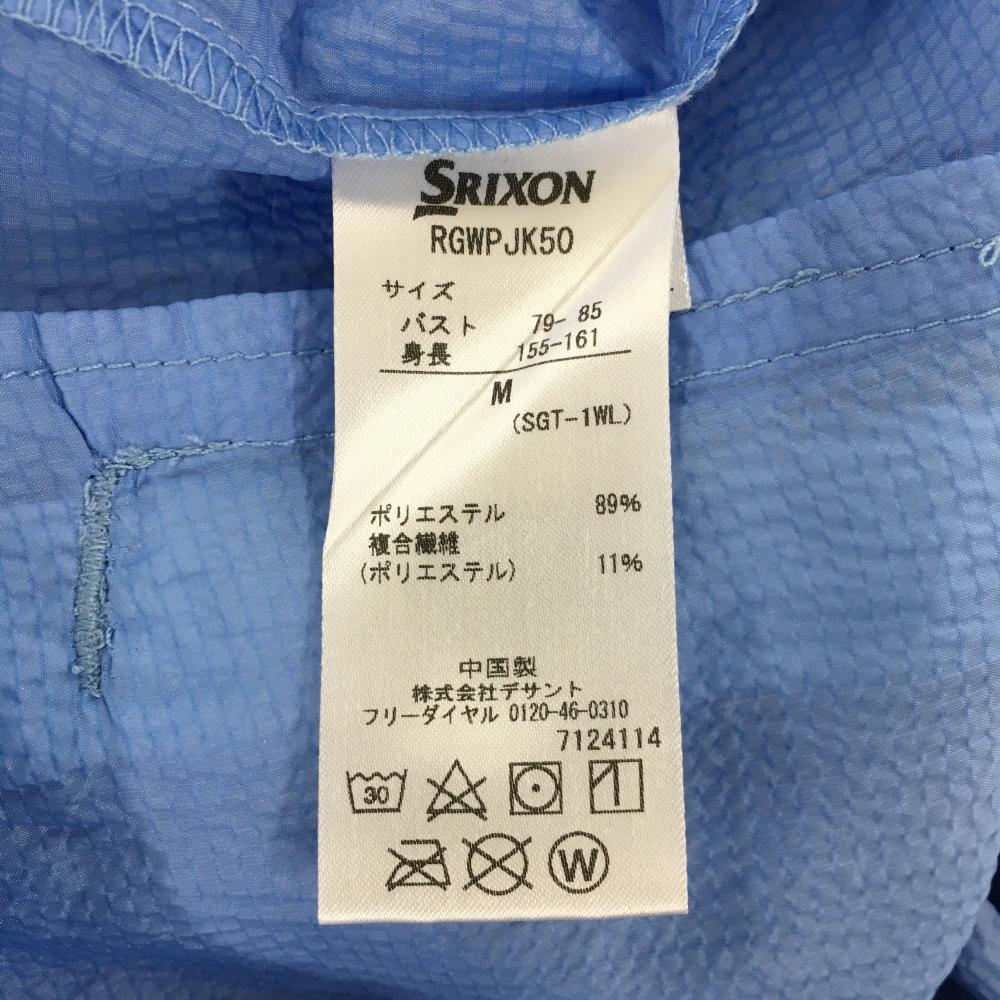 SRIXON
RGWPJK50
サイズ
バスト 79- 85
身長 155-161
M
(SGT-1WL)
ポリエステル 89%
複合繊維
(ポリエステル) 11%
中国製
株式会社デサント
フリーダイヤル 0120-46-0310
7124114
30
W